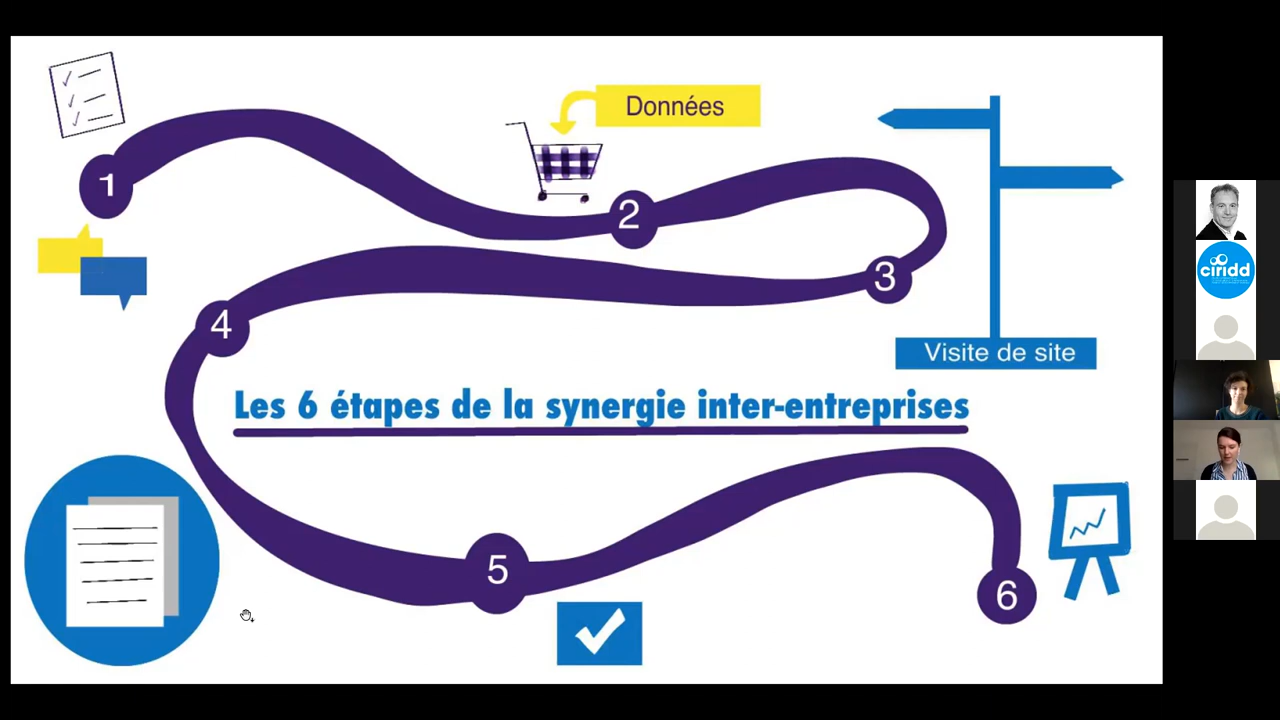 Données
1
2
3
Visite de site
4
Les 6 étapes de la synergie inter-entreprises
5
6
ciridd